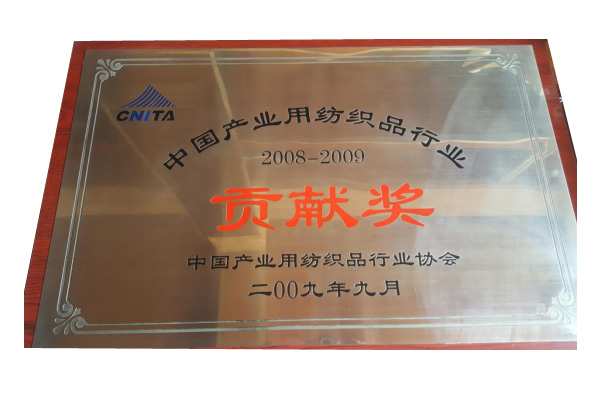 CNITA
中国产业用纺织品行业
2008-2009
贡献奖
中国产业用纺织品行业协会
二00九年九月